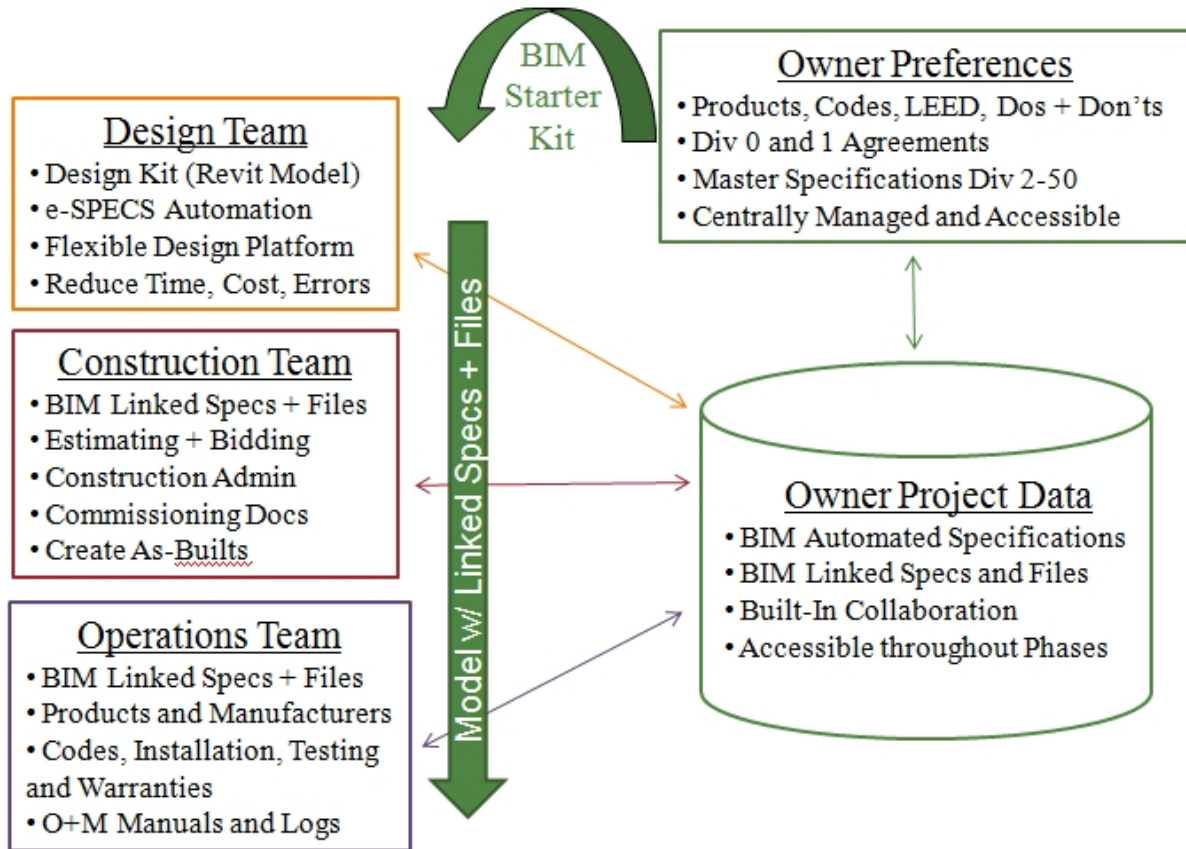 BIM
Starter
Kit
Owner Preferences
• Products, Codes, LEED, Dos + Don'ts
• Div 0 and 1 Agreements
• Master Specifications Div 2-50
• Centrally Managed and Accessible
Design Team
• Design Kit (Revit Model)
• e-SPECS Automation
• Flexible Design Platform
• Reduce Time, Cost, Errors
Construction Team
• BIM Linked Specs + Files
• Estimating + Bidding
• Construction Admin
• Commissioning Docs
• Create As-Builts
Operations Team
• BIM Linked Specs + Files
• Products and Manufacturers
• Codes, Installation, Testing
and Warranties
• O+M Manuals and Logs
Model w/ Linked Specs + Files
Owner Project Data
• BIM Automated Specifications
• BIM Linked Specs and Files
• Built-In Collaboration
• Accessible throughout Phases